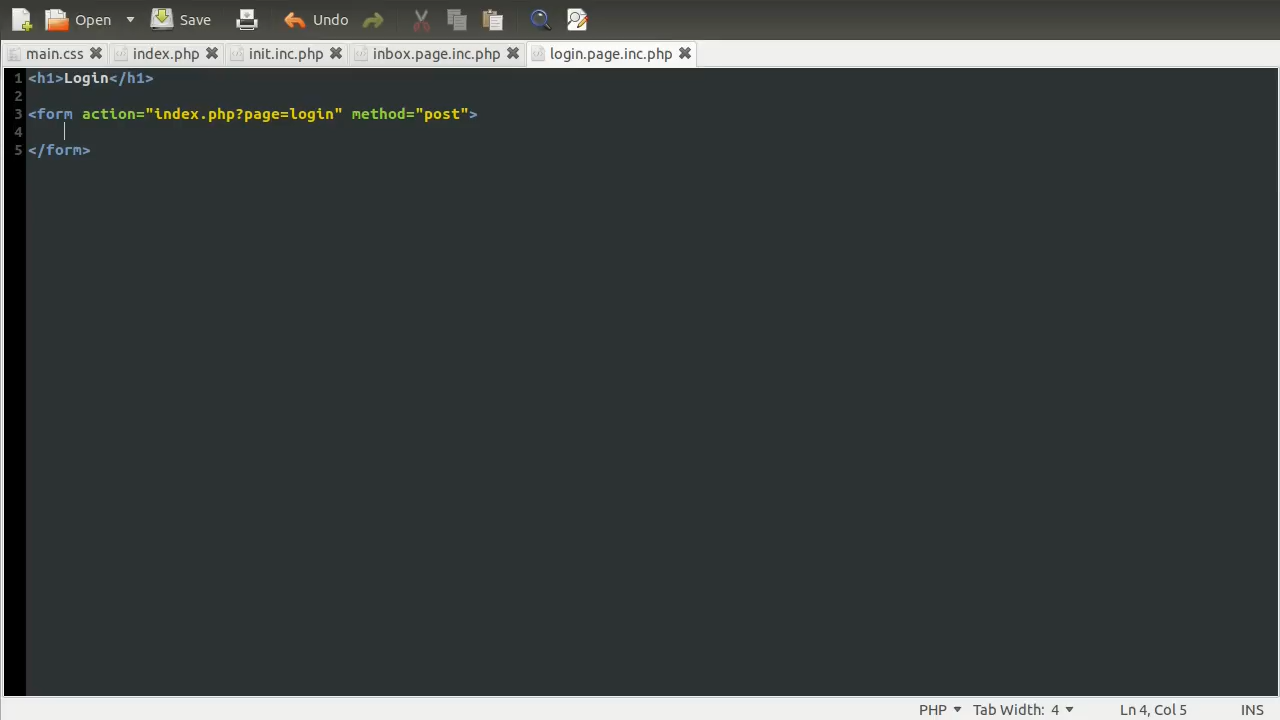 Open Save Undo
main.css index.php init.inc.php inbox.page.inc.php login.page.inc.php
1 <h1>Login</h1>
2
3 <form action="index.php?page=login" method="post">
4
5 </form>
PHP Tab Width: 4 Ln 4, Col 5 INS